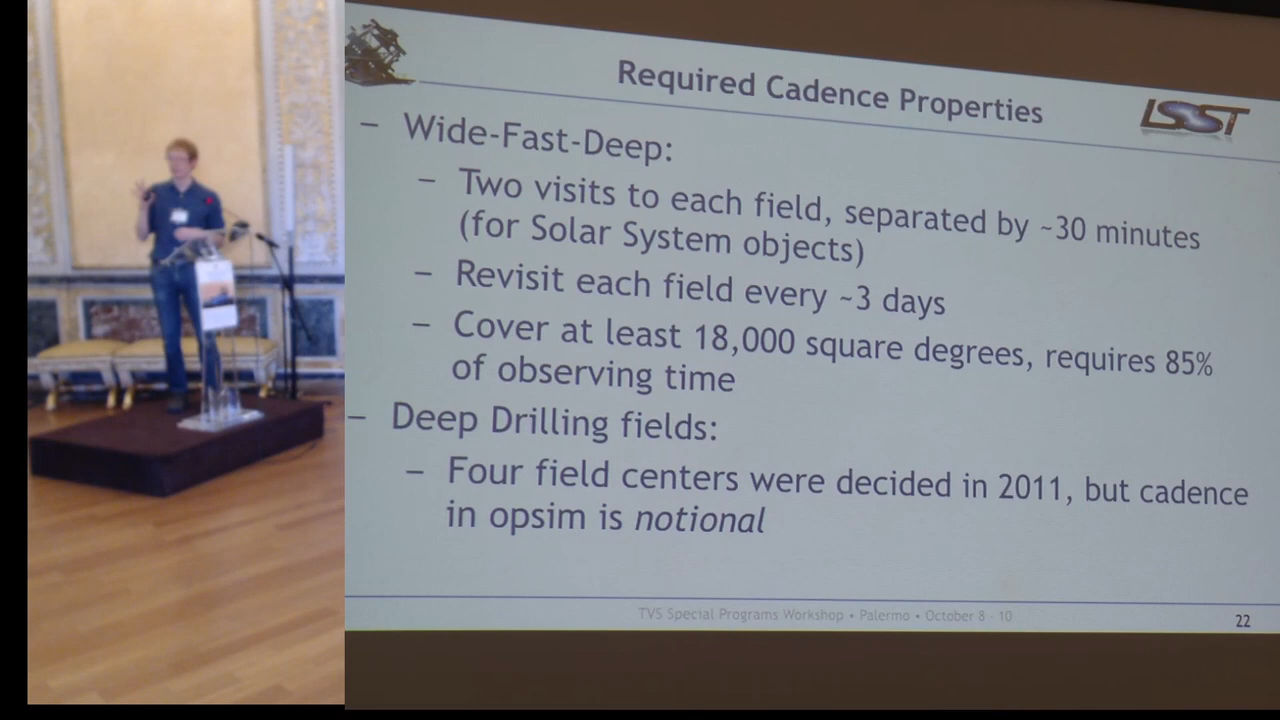 Required Cadence Properties
LSST
– Wide-Fast-Deep:
– Two visits to each field, separated by ~30 minutes
(for Solar System objects)
– Revisit each field every ~3 days
– Cover at least 18,000 square degrees, requires 85%
of observing time
– Deep Drilling fields:
– Four field centers were decided in 2011, but cadence
in opsim is notional
TVS Special Programs Workshop • Palermo • October 8 - 10
22